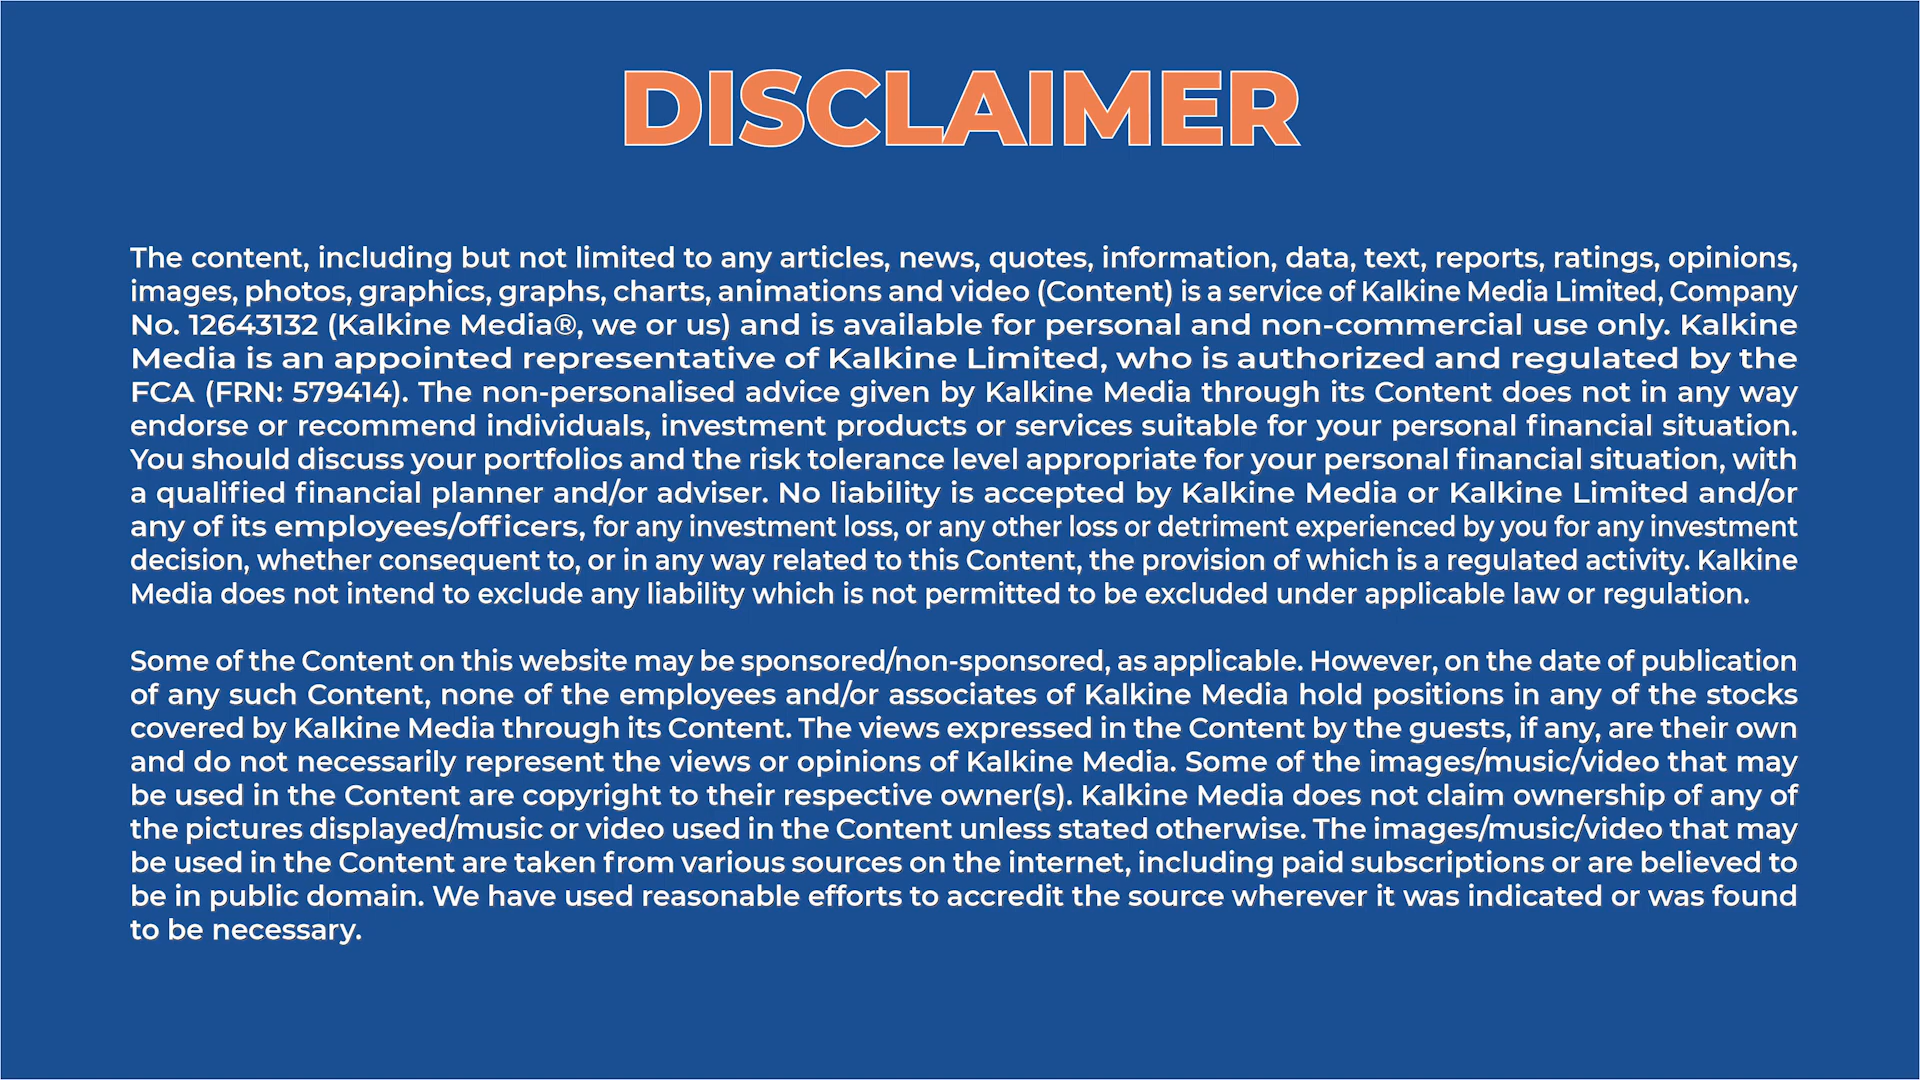 DISCLAIMER
The content, including but not limited to any articles, news, quotes, information, data, text, reports, ratings, opinions,
images, photos, graphics, graphs, charts, animations and video (Content) is a service of Kalkine Media Limited, Company
No. 12643132 (Kalkine Media®, we or us) and is available for personal and non-commercial use only. Kalkine
Media is an appointed representative of Kalkine Limited, who is authorized and regulated by the
FCA (FRN: 579414). The non-personalised advice given by Kalkine Media through its Content does not in any way
endorse or recommend individuals, investment products or services suitable for your personal financial situation.
You should discuss your portfolios and the risk tolerance level appropriate for your personal financial situation, with
a qualified financial planner and/or adviser. No liability is accepted by Kalkine Media or Kalkine Limited and/or
any of its employees/officers, for any investment loss, or any other loss or detriment experienced by you for any investment
decision, whether consequent to, or in any way related to this Content, the provision of which is a regulated activity. Kalkine
Media does not intend to exclude any liability which is not permitted to be excluded under applicable law or regulation.
Some of the Content on this website may be sponsored/non-sponsored, as applicable. However, on the date of publication
of any such Content, none of the employees and/or associates of Kalkine Media hold positions in any of the stocks
covered by Kalkine Media through its Content. The views expressed in the Content by the guests, if any, are their own
and do not necessarily represent the views or opinions of Kalkine Media. Some of the images/music/video that may
be used in the Content are copyright to their respective owner(s). Kalkine Media does not claim ownership of any of
the pictures displayed/music or video used in the Content unless stated otherwise. The images/music/video that may
be used in the Content are taken from various sources on the internet, including paid subscriptions or are believed to
be in public domain. We have used reasonable efforts to accredit the source wherever it was indicated or was found
to be necessary.